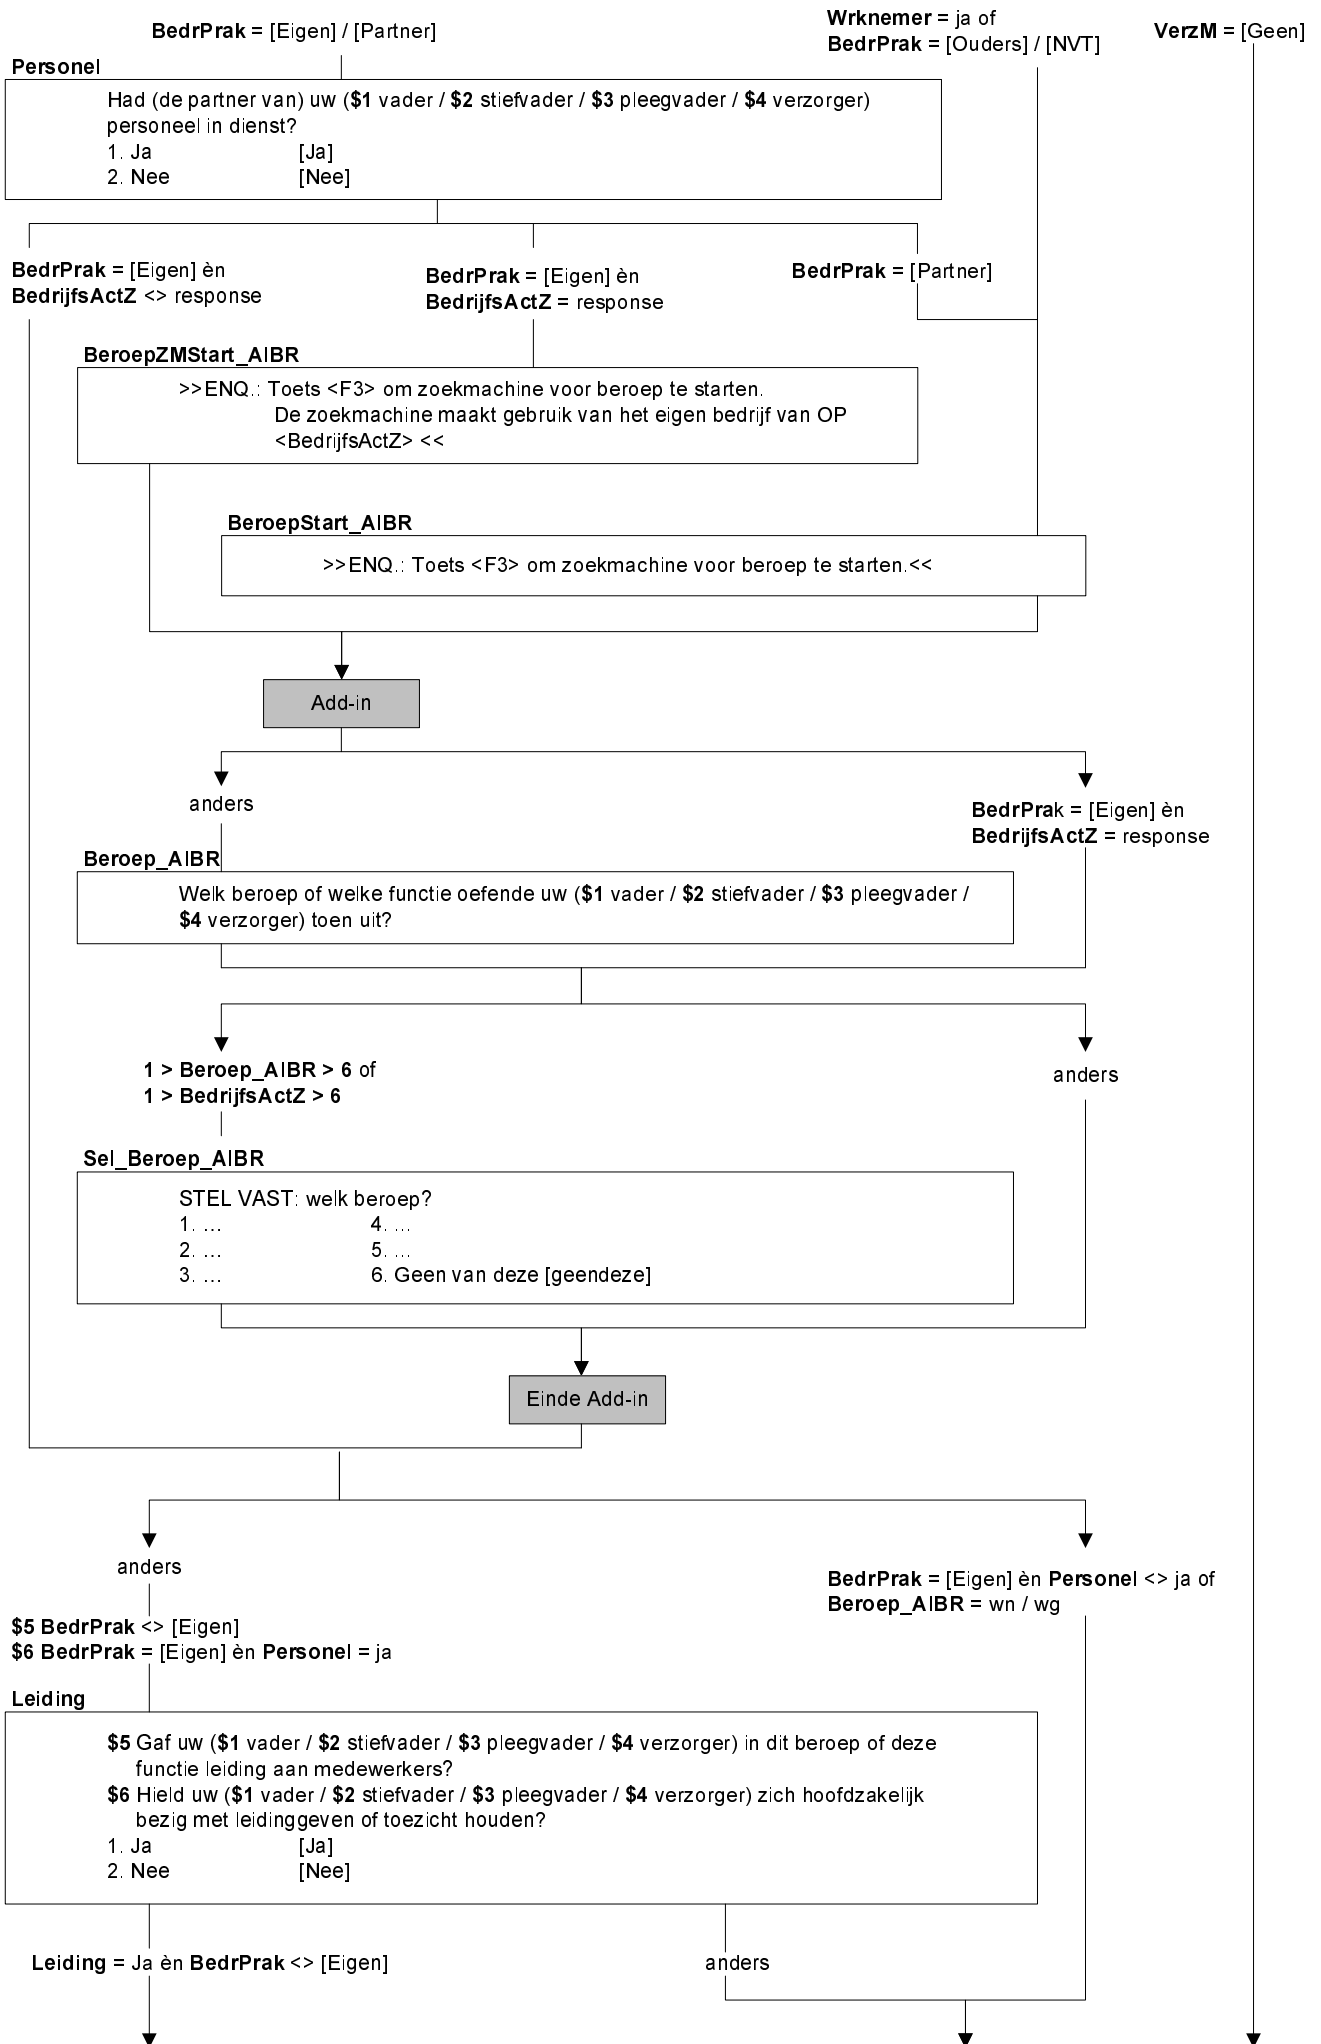 BedrPrak = [Eigen] / [Partner]
Wrknemer = ja of
BedrPrak = [Ouders] / [NVT]
VerzM = [Geen]
Personel
Had (de partner van) uw ($1 vader / $2 stiefvader / $3 pleegvader / $4 verzorger)
personeel in dienst?
1. Ja [Ja]
2. Nee [Nee]
BedrPrak = [Eigen] èn
BedrijfsActZ <> response
BedrPrak = [Eigen] èn
BedrijfsActZ = response
BedrPrak = [Partner]
BeroepZMStart_AIBR
>>ENQ.: Toets <F3> om zoekmachine voor beroep te starten.
De zoekmachine maakt gebruik van het eigen bedrijf van OP
<BedrijfsActZ> <<
BeroepStart_AIBR
>>ENQ.: Toets <F3> om zoekmachine voor beroep te starten.<<
Add-in
anders
BedrPrak = [Eigen] èn
BedrijfsActZ = response
Beroep_AIBR
Welk beroep of welke functie oefende uw ($1 vader / $2 stiefvader / $3 pleegvader /
$4 verzorger) toen uit?
1 > Beroep_AIBR > 6 of
1 > BedrijfsActZ > 6
anders
Sel_Beroep_AIBR
STEL VAST: welk beroep?
1. ... 4. ...
2. ... 5. ...
3. ... 6. Geen van deze [geendeze]
Einde Add-in
anders
BedrPrak = [Eigen] èn Personel <> ja of
Beroep_AIBR = wn / wg
$5 BedrPrak <> [Eigen]
$6 BedrPrak = [Eigen] èn Personel = ja
Leiding
$5 Gaf uw ($1 vader / $2 stiefvader / $3 pleegvader / $4 verzorger) in dit beroep of deze
functie leiding aan medewerkers?
$6 Hield uw ($1 vader / $2 stiefvader / $3 pleegvader / $4 verzorger) zich hoofdzakelijk
bezig met leidinggeven of toezicht houden?
1. Ja [Ja]
2. Nee [Nee]
Leiding = Ja èn BedrPrak <> [Eigen]
anders